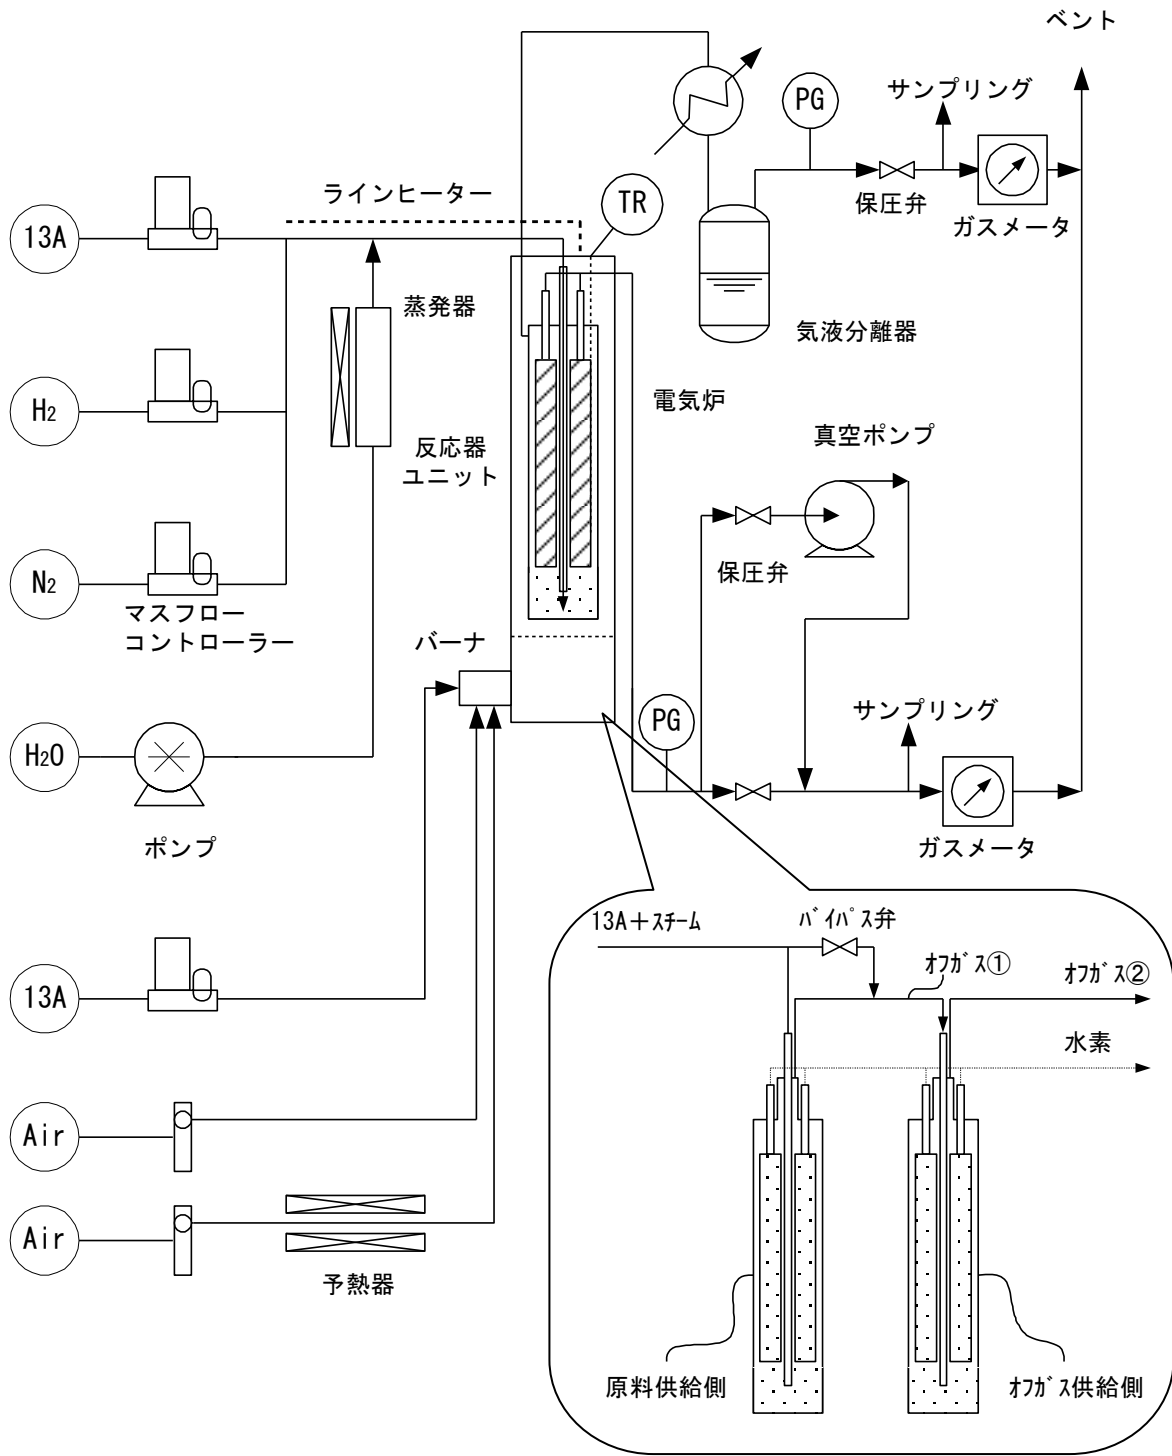 ベント
サンプリング
PG
保圧弁
ガスメータ
ラインヒーター
TR
13A
蒸発器
気液分離器
H2
電気炉
反応器
ユニット
真空ポンプ
保圧弁
N2
マスフロー
コントローラー
バーナ
サンプリング
PG
H2O
ポンプ
ガスメータ
13A+スチーム
バイパス弁
オフガス①
オフガス②
水素
13A
Air
Air
予熱器
原料供給側
オフガス供給側